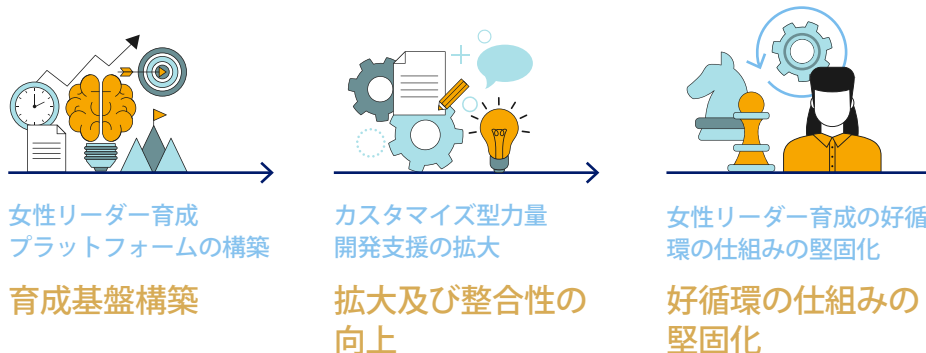 女性リーダー育成
プラットフォームの構築
育成基盤構築
カスタマイズ型力量
開発支援の拡大
拡大及び整合性の
向上
女性リーダー育成の好循
環の仕組みの堅固化
好循環の仕組みの
堅固化